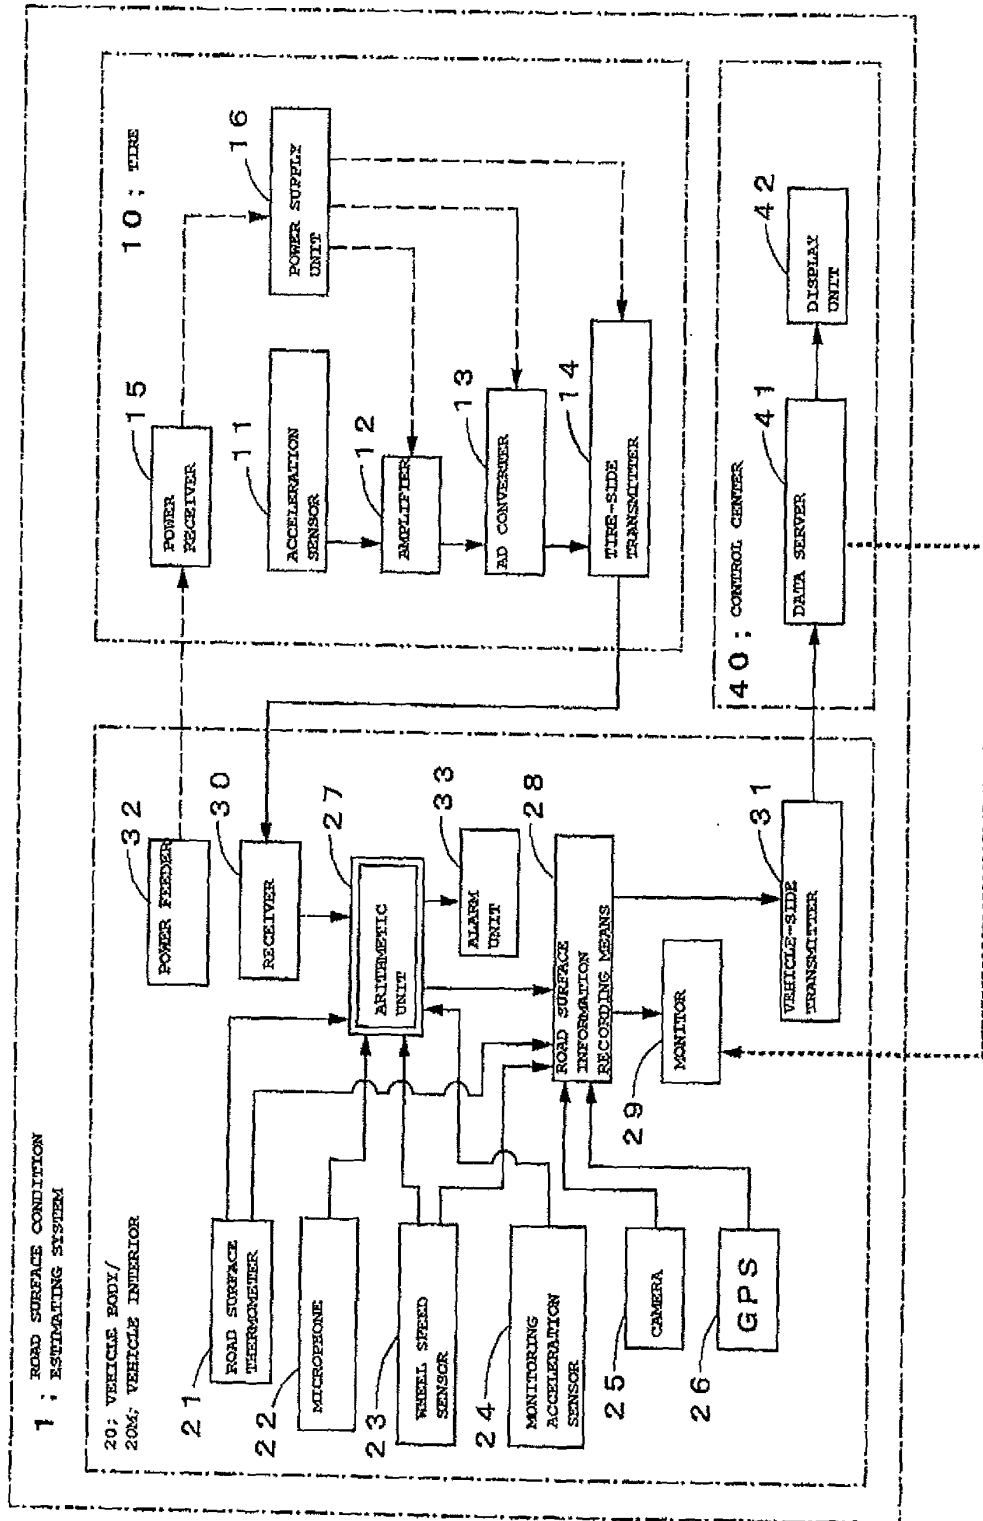 1 ; ROAD SURFACE CONDITION
ESTIMATING SYSTEM
20; VEHICLE BODY/
20M; VEHICLE INTERIOR
21
ROAD SURFACE
THERMOMETER
22
MICROPHONE
23
WHEEL SPEED
SENSOR
24
MONITORING
ACCELERATION
SENSOR
25
CAMERA
26
GPS
32
POWER FEEDER
30
RECEIVER
27
ARITHMETIC
UNIT
33
ALARM
UNIT
28
ROAD SURFACE
INFORMATION
RECORDING MEANS
29
MONITOR
31
VEHICLE-SIDE
TRANSMITTER
10 ; TIRE
15
POWER
RECEIVER
16
POWER SUPPLY
UNIT
11
ACCELERATION
SENSOR
12
AMPLIFIER
13
AD CONVERTER
14
TIRE-SIDE
TRANSMITTER
40 ; CONTROL CENTER
41
DATA SERVER
42
DISPLAY
UNIT